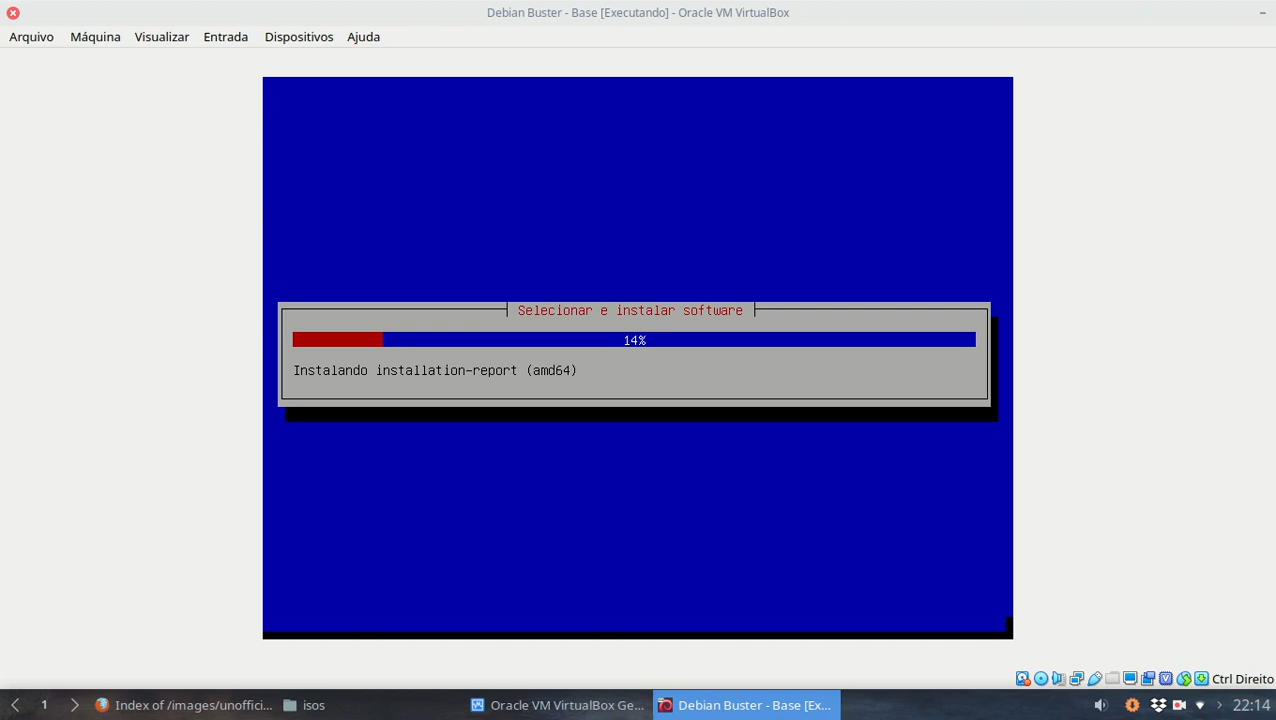 Debian Buster - Base [Executando] - Oracle VM VirtualBox
Arquivo Máquina Visualizar Entrada Dispositivos Ajuda
Selecionar e instalar software
14%
Instalando installation-report (amd64)
Ctrl Direito
1 Index of /images/unoffici... isos Oracle VM VirtualBox Ge... Debian Buster - Base [Ex... 22:14